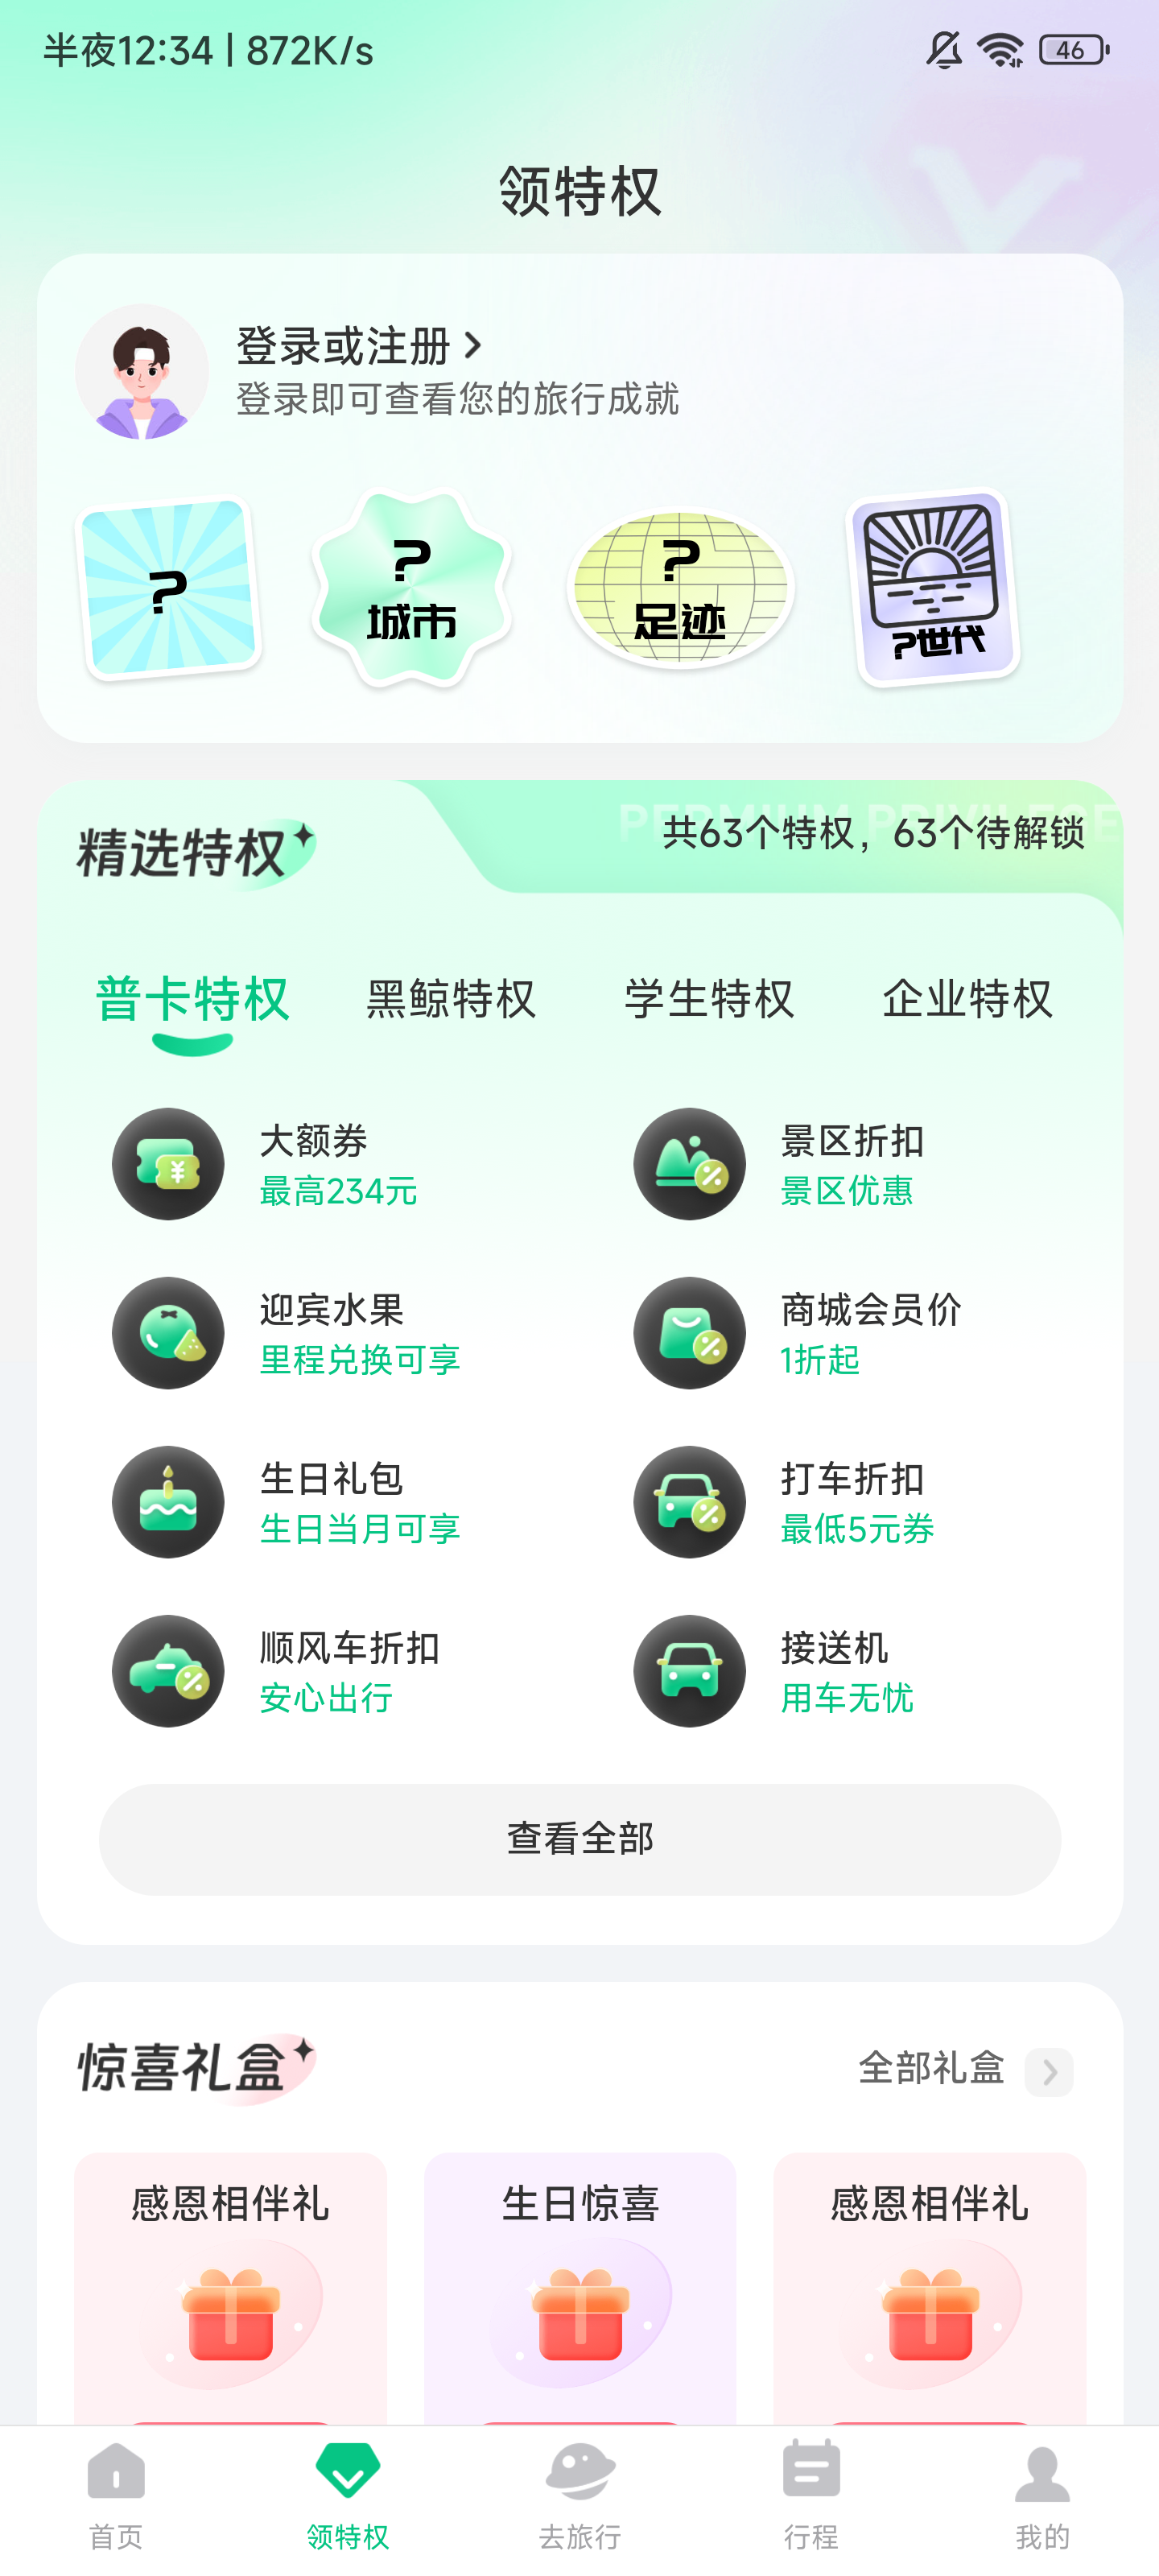 半夜12:34 | 872K/s
46
领特权
登录或注册
登录即可查看您的旅行成就
?
?
城市
?
足迹
?世代
精选特权
PERMIUM PRIVILEGE
共63个特权，63个待解锁
普卡特权 黑鲸特权 学生特权 企业特权
大额券
最高234元
景区折扣
景区优惠
迎宾水果
里程兑换可享
商城会员价
1折起
生日礼包
生日当月可享
打车折扣
最低5元券
顺风车折扣
安心出行
接送机
用车无忧
查看全部
惊喜礼盒
全部礼盒
感恩相伴礼 生日惊喜 感恩相伴礼
首页 领特权 去旅行 行程 我的